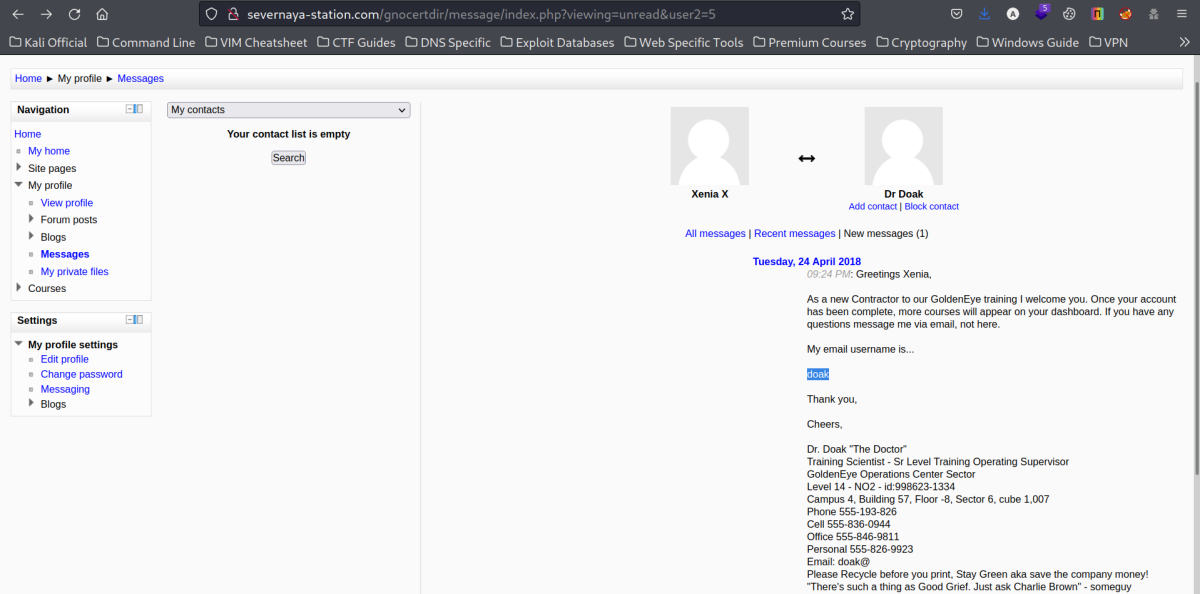 severnaya-station.com/gnocertdir/message/index.php?viewing=unread&user2=5
A
5
Kali Official
Command Line
VIM Cheatsheet
CTF Guides
DNS Specific
Exploit Databases
Web Specific Tools
Premium Courses
Cryptography
Windows Guide
VPN
Home ► My profile ► Messages
Navigation
Home
My home
Site pages
My profile
View profile
Forum posts
Blogs
Messages
My private files
Courses
Settings
My profile settings
Edit profile
Change password
Messaging
Blogs
My contacts
Your contact list is empty
Search
Xenia X
Dr Doak
Add contact | Block contact
All messages | Recent messages | New messages (1)
Tuesday, 24 April 2018
09:24 PM: Greetings Xenia,
As a new Contractor to our GoldenEye training I welcome you. Once your account
has been complete, more courses will appear on your dashboard. If you have any
questions message me via email, not here.
My email username is...
doak
Thank you,
Cheers,
Dr. Doak "The Doctor"
Training Scientist - Sr Level Training Operating Supervisor
GoldenEye Operations Center Sector
Level 14 - NO2 - id:998623-1334
Campus 4, Building 57, Floor -8, Sector 6, cube 1,007
Phone 555-193-826
Cell 555-836-0944
Office 555-846-9811
Personal 555-826-9923
Email: doak@
Please Recycle before you print, Stay Green aka save the company money!
"There's such a thing as Good Grief. Just ask Charlie Brown" - someguy